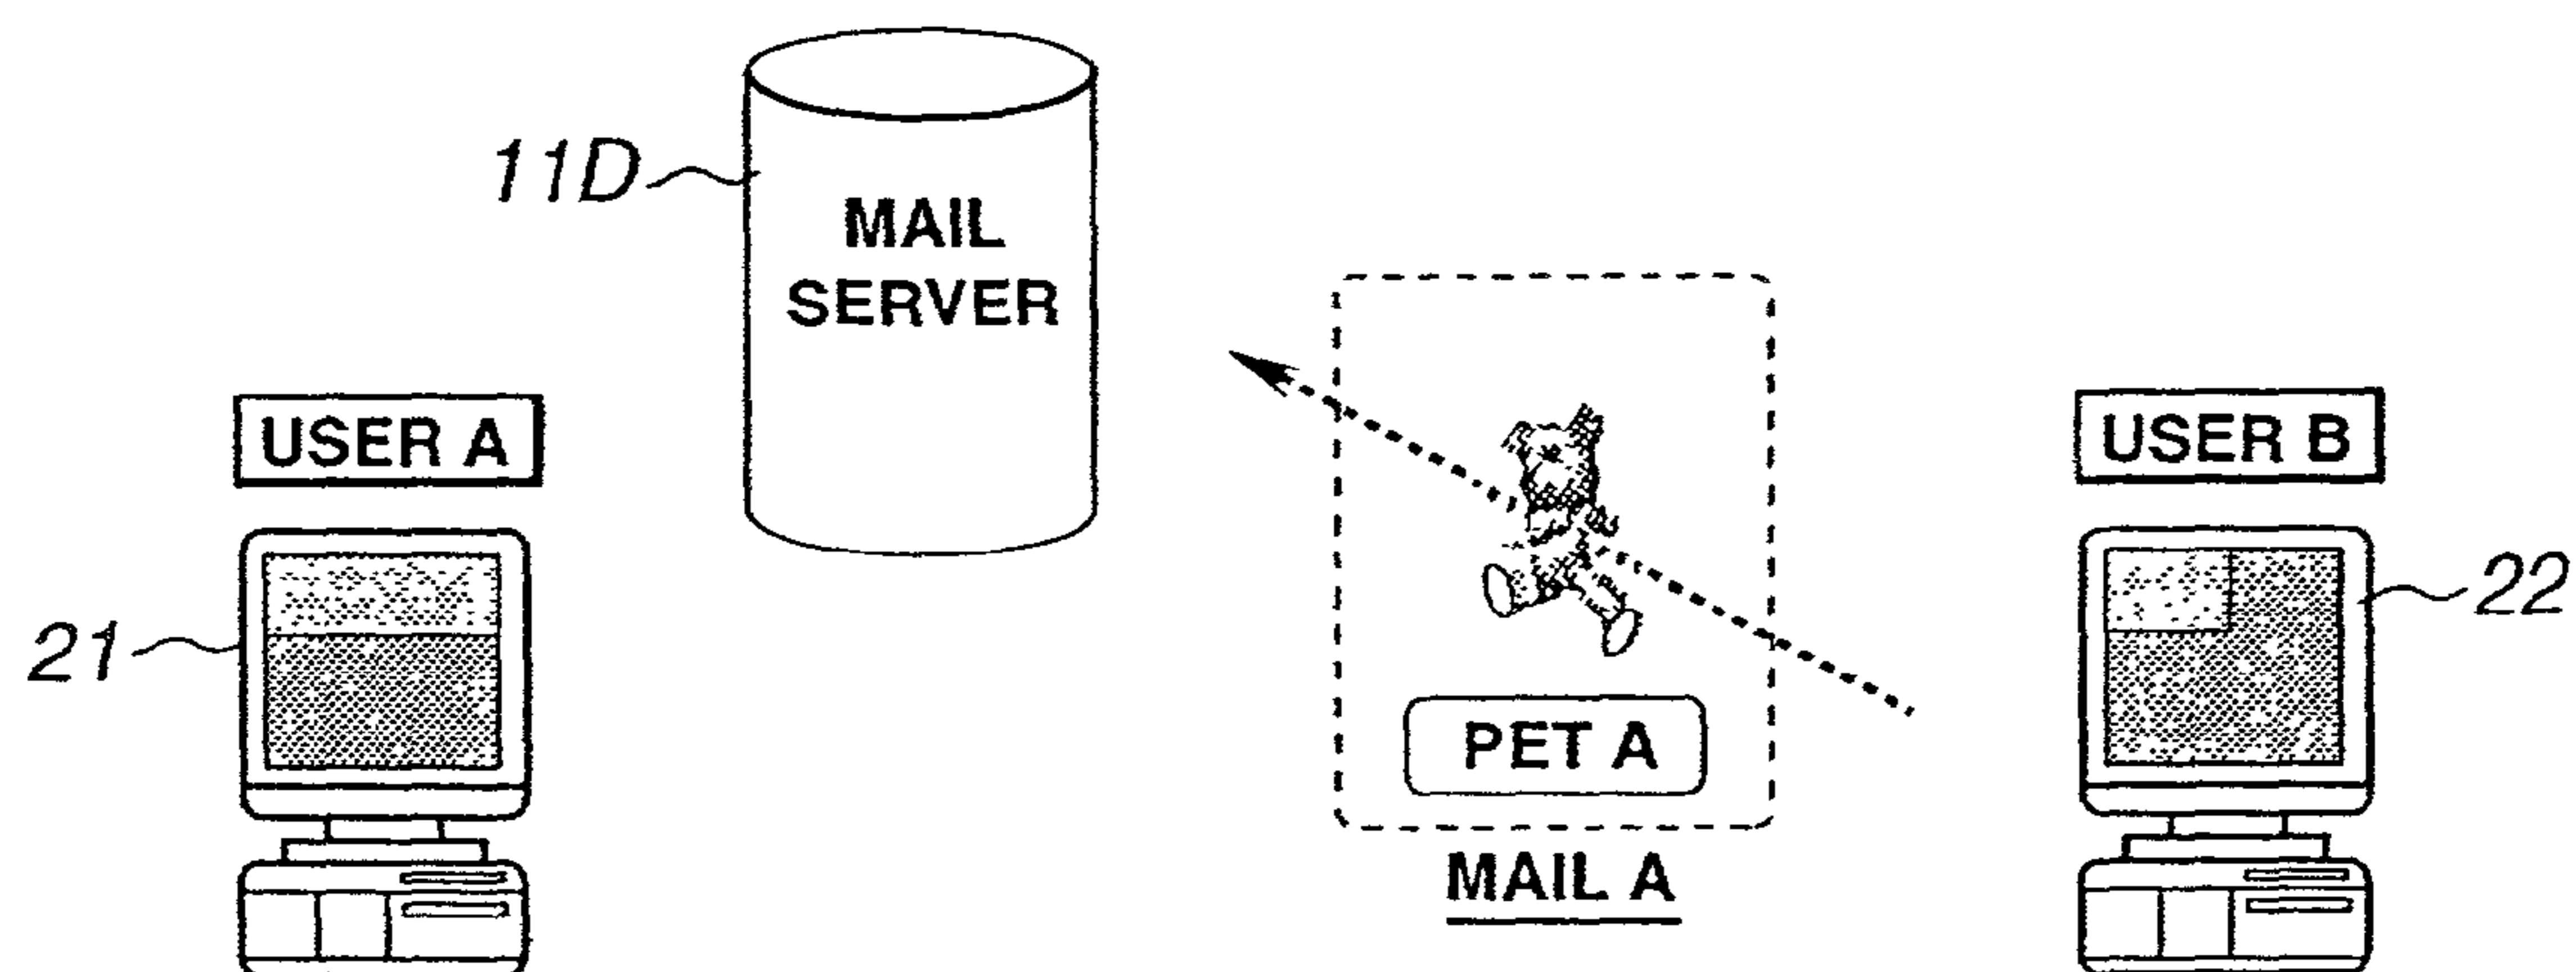 11D
MAIL
SERVER
USER A
USER B
21
22
PET A
MAIL A